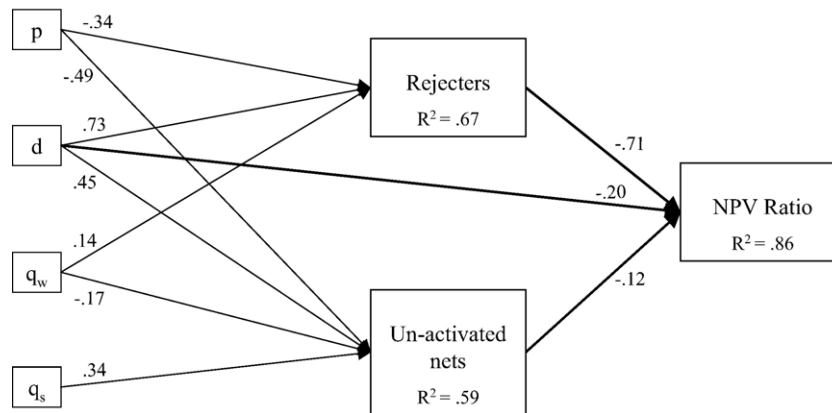 p
-.34
-.49
Rejecters
R² = .67
d
.73
.45
-.71
-.20
NPV Ratio
R² = .86
q_w
.14
-.17
-.12
Un-activated
nets
R² = .59
q_s
.34